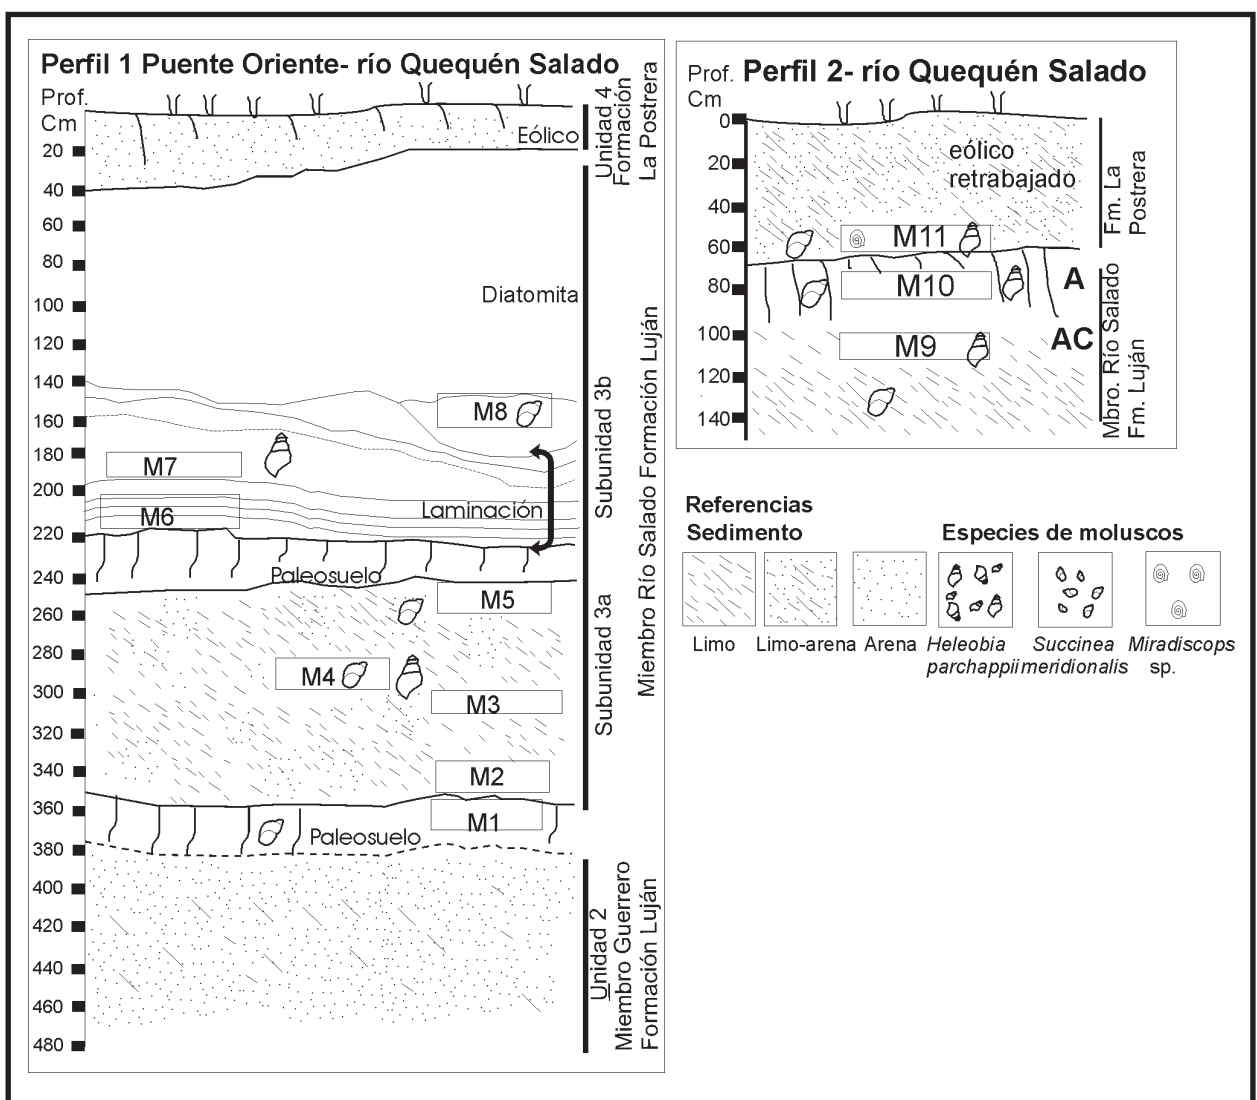 Perfil 1 Puente Oriente- río Quequén Salado
Prof.
Cm
20
40
60
80
100
120
140
160
180
200
220
240
260
280
300
320
340
360
380
400
420
440
460
480
Eólico
Diatomita
M8
M7
Laminación
M6
Paleosuelo
M5
M4
M3
M2
M1
Paleosuelo
Unidad 4
Formación
La Postrera
Subunidad 3b
Subunidad 3a
Miembro Río Salado Formación Luján
Unidad 2
Miembro Guerrero
Formación Luján
Perfil 2- río Quequén Salado
Prof.
Cm
0
20
40
60
80
100
120
140
eólico
retrabajado
M11
M10
M9
A
AC
Fm. La
Postrera
Mbro. Río Salado
Fm. Luján
Referencias
Sedimento
Limo
Limo-arena
Arena
Especies de moluscos
Heleobia
parchappii
Succinea
meridionalis
Miradiscops
sp.